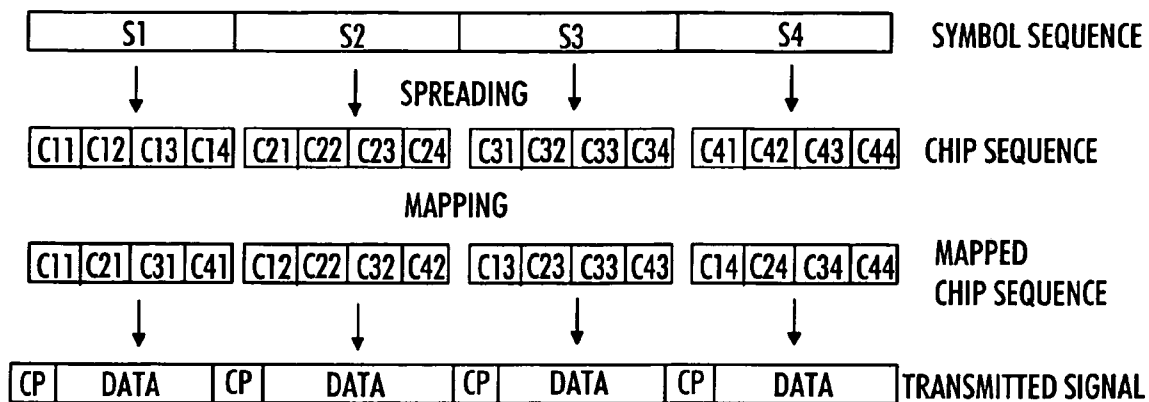 S1 S2 S3 S4 SYMBOL SEQUENCE
SPREADING
C11 C12 C13 C14 C21 C22 C23 C24 C31 C32 C33 C34 C41 C42 C43 C44 CHIP SEQUENCE
MAPPING
C11 C21 C31 C41 C12 C22 C32 C42 C13 C23 C33 C43 C14 C24 C34 C44 MAPPED
CHIP SEQUENCE
CP DATA CP DATA CP DATA CP DATA TRANSMITTED SIGNAL